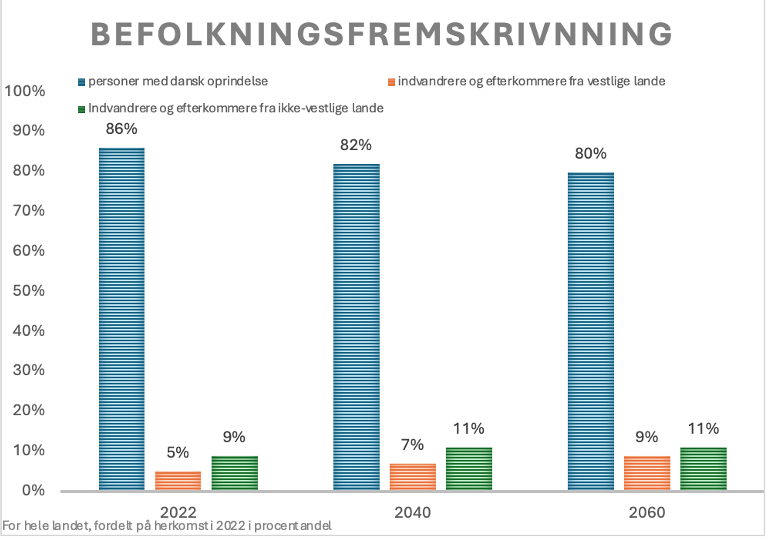 BEFOLKNINGSFREMSKRIVNNING
personer med dansk oprindelse indvandrere og efterkommere fra vestlige lande
Indvandrere og efterkommere fra ikke-vestlige lande
100%
90%
80%
70%
60%
50%
40%
30%
20%
10%
0%
86% 5% 9%
82% 7% 11%
80% 9% 11%
2022 2040 2060
For hele landet, fordelt på herkomst i 2022 i procentandel